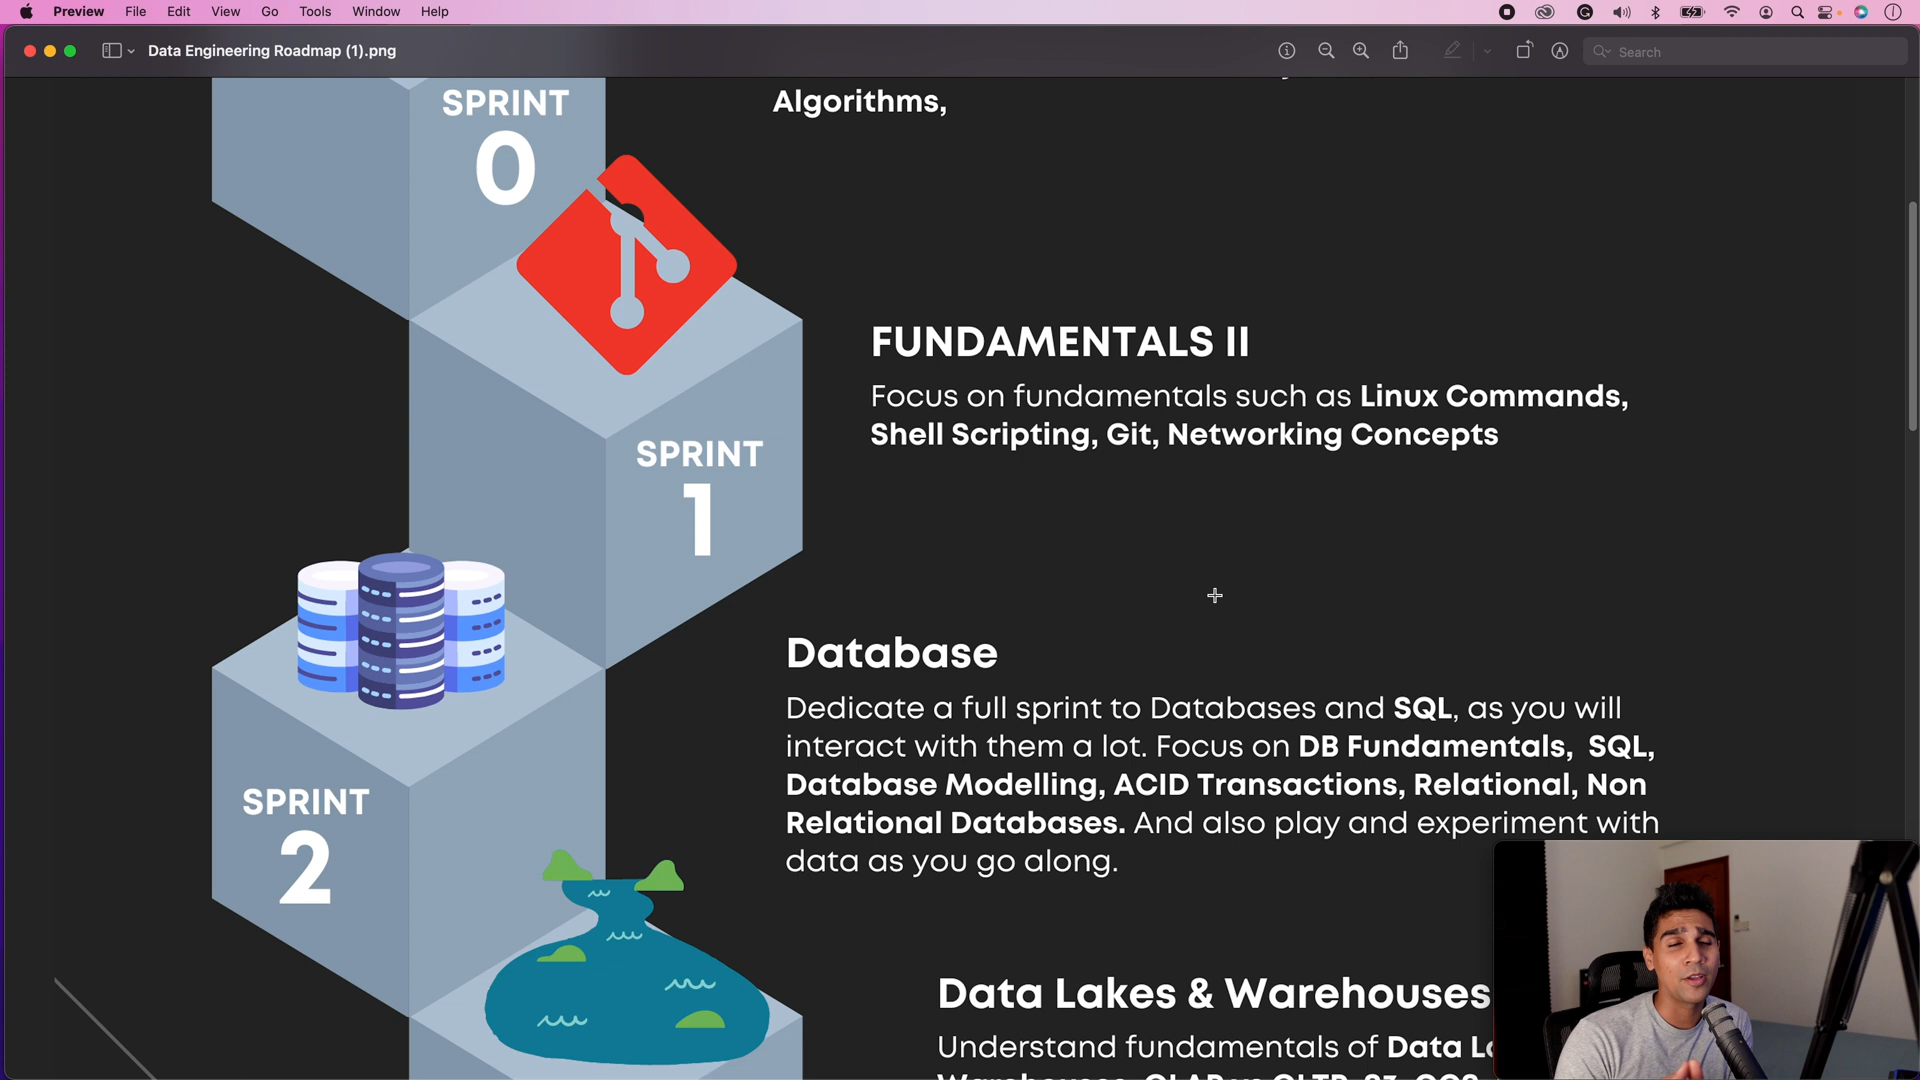 Preview File Edit View Go Tools Window Help
Data Engineering Roadmap (1).png
Search
SPRINT
0
Algorithms,
FUNDAMENTALS II
Focus on fundamentals such as Linux Commands,
Shell Scripting, Git, Networking Concepts
SPRINT
1
Database
Dedicate a full sprint to Databases and SQL, as you will
interact with them a lot. Focus on DB Fundamentals, SQL,
Database Modelling, ACID Transactions, Relational, Non
Relational Databases. And also play and experiment with
data as you go along.
SPRINT
2
Data Lakes & Warehouses
Understand fundamentals of Data